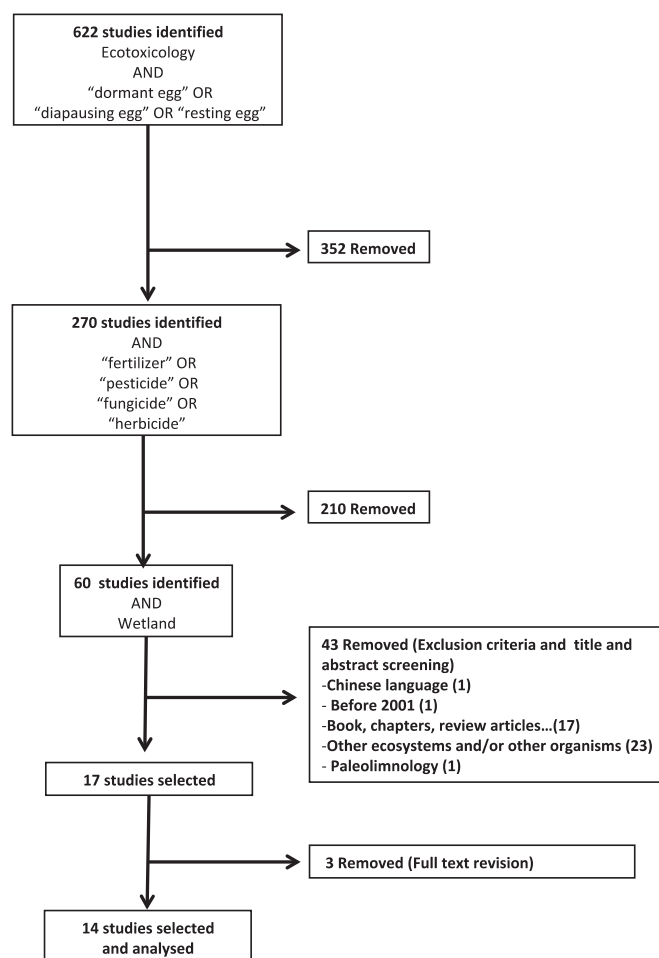 622 studies identified
Ecotoxicology
AND
“dormant egg” OR
“diapausing egg” OR “resting egg”
352 Removed
270 studies identified
AND
“fertilizer” OR
“pesticide” OR
“fungicide” OR
“herbicide”
210 Removed
60 studies identified
AND
Wetland
43 Removed (Exclusion criteria and title and
abstract screening)
-Chinese language (1)
- Before 2001 (1)
-Book, chapters, review articles...(17)
-Other ecosystems and/or other organisms (23)
- Paleolimnology (1)
17 studies selected
3 Removed (Full text revision)
14 studies selected
and analysed